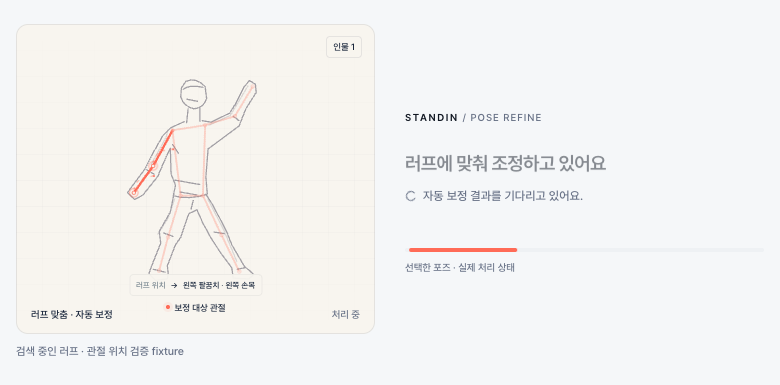 인물 1
STANDIN / POSE REFINE
러프에 맞춰 조정하고 있어요
자동 보정 결과를 기다리고 있어요.
선택한 포즈 · 실제 처리 상태
러프 위치 → 왼쪽 팔꿈치 · 왼쪽 손목
보정 대상 관절
러프 맞춤 · 자동 보정
처리 중
검색 중인 러프 · 관절 위치 검증 fixture